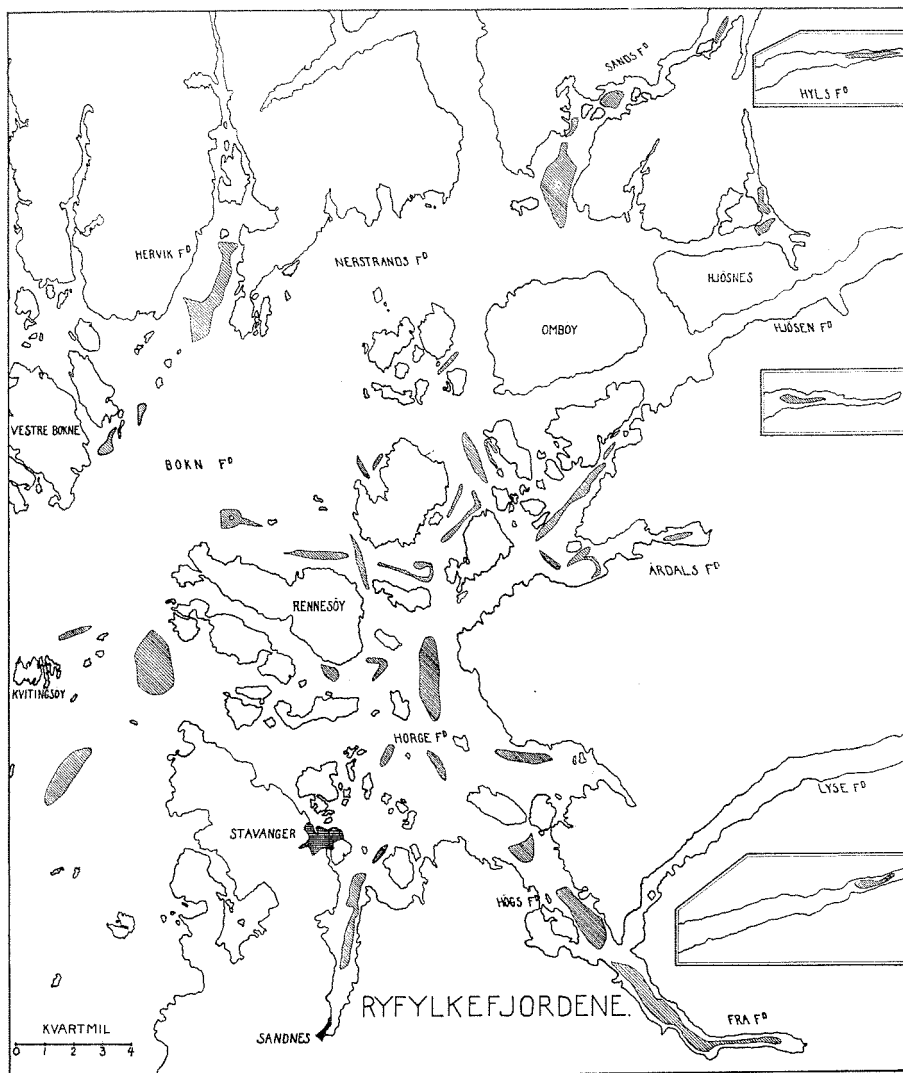 SANDS FD
HYLS FD
HERVIK FD
NERSTRANDS FD
HJÖSNES
OMBOY
HJÖSEN FD
VESTRE BOKNE
BOKN FD
ÅRDALS FD
RENNESÖY
KVITINGSÖY
HORGE FD
LYSE FD
STAVANGER
HÖGS FD
RYFYLKEFJORDENE.
FRA FD
KVARTMIL
0 1 2 3 4
SANDNES